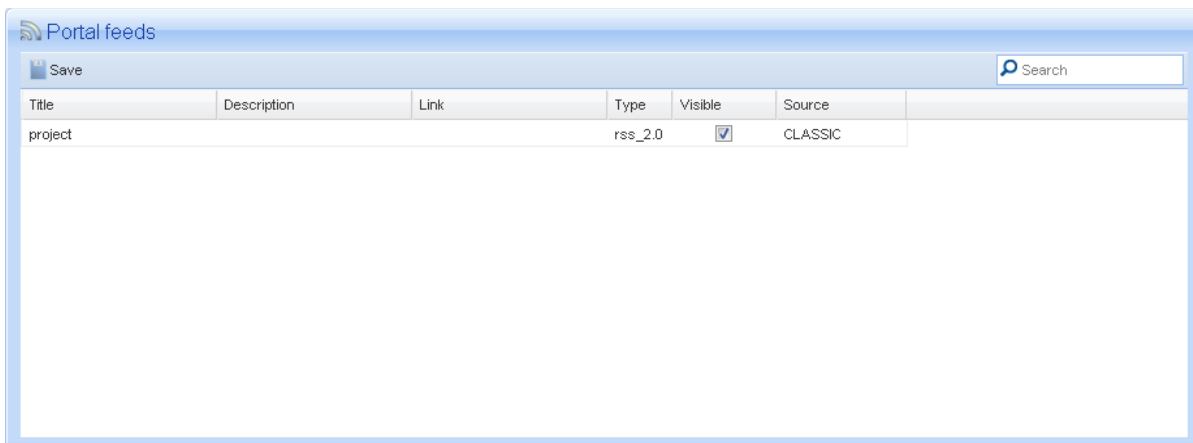 Portal feeds
Save Search
Title Description Link Type Visible Source
project rss_2.0 CLASSIC